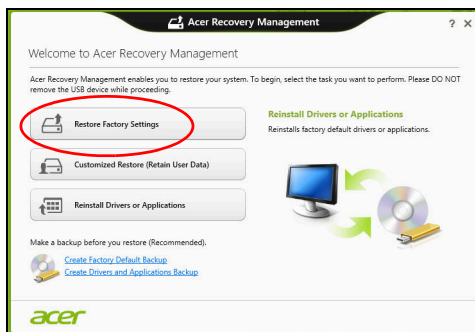 Acer Recovery Management
? X
Welcome to Acer Recovery Management
Acer Recovery Management enables you to restore your system. To begin, select the task you want to perform. Please DO NOT
remove the USB device while proceeding.
Restore Factory Settings
Customized Restore (Retain User Data)
Reinstall Drivers or Applications
Reinstall Drivers or Applications
Reinstalls factory default drivers or applications.
Make a backup before you restore (Recommended).
Create Factory Default Backup
Create Drivers and Applications Backup
acer